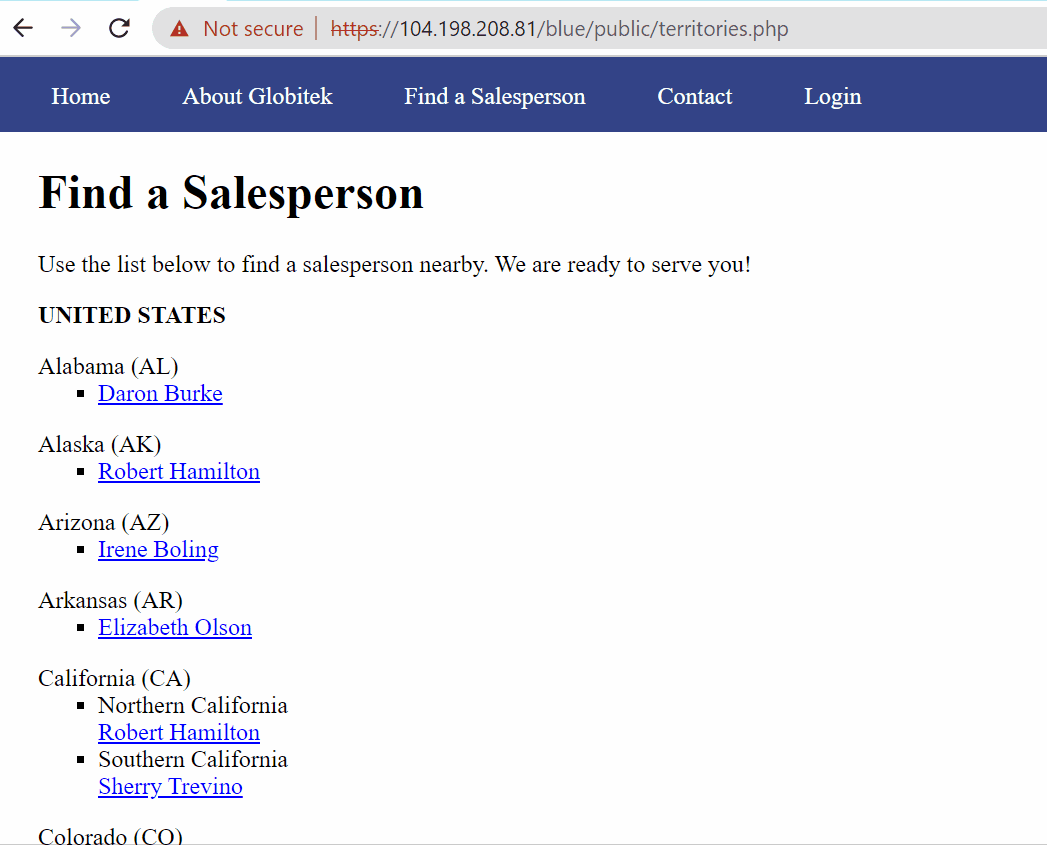 Not secure | https://104.198.208.81/blue/public/territories.php
Home About Globitek Find a Salesperson Contact Login
Find a Salesperson
Use the list below to find a salesperson nearby. We are ready to serve you!
UNITED STATES
Alabama (AL)
Daron Burke
Alaska (AK)
Robert Hamilton
Arizona (AZ)
Irene Boling
Arkansas (AR)
Elizabeth Olson
California (CA)
Northern California
Robert Hamilton
Southern California
Sherry Trevino
Colorado (CO)